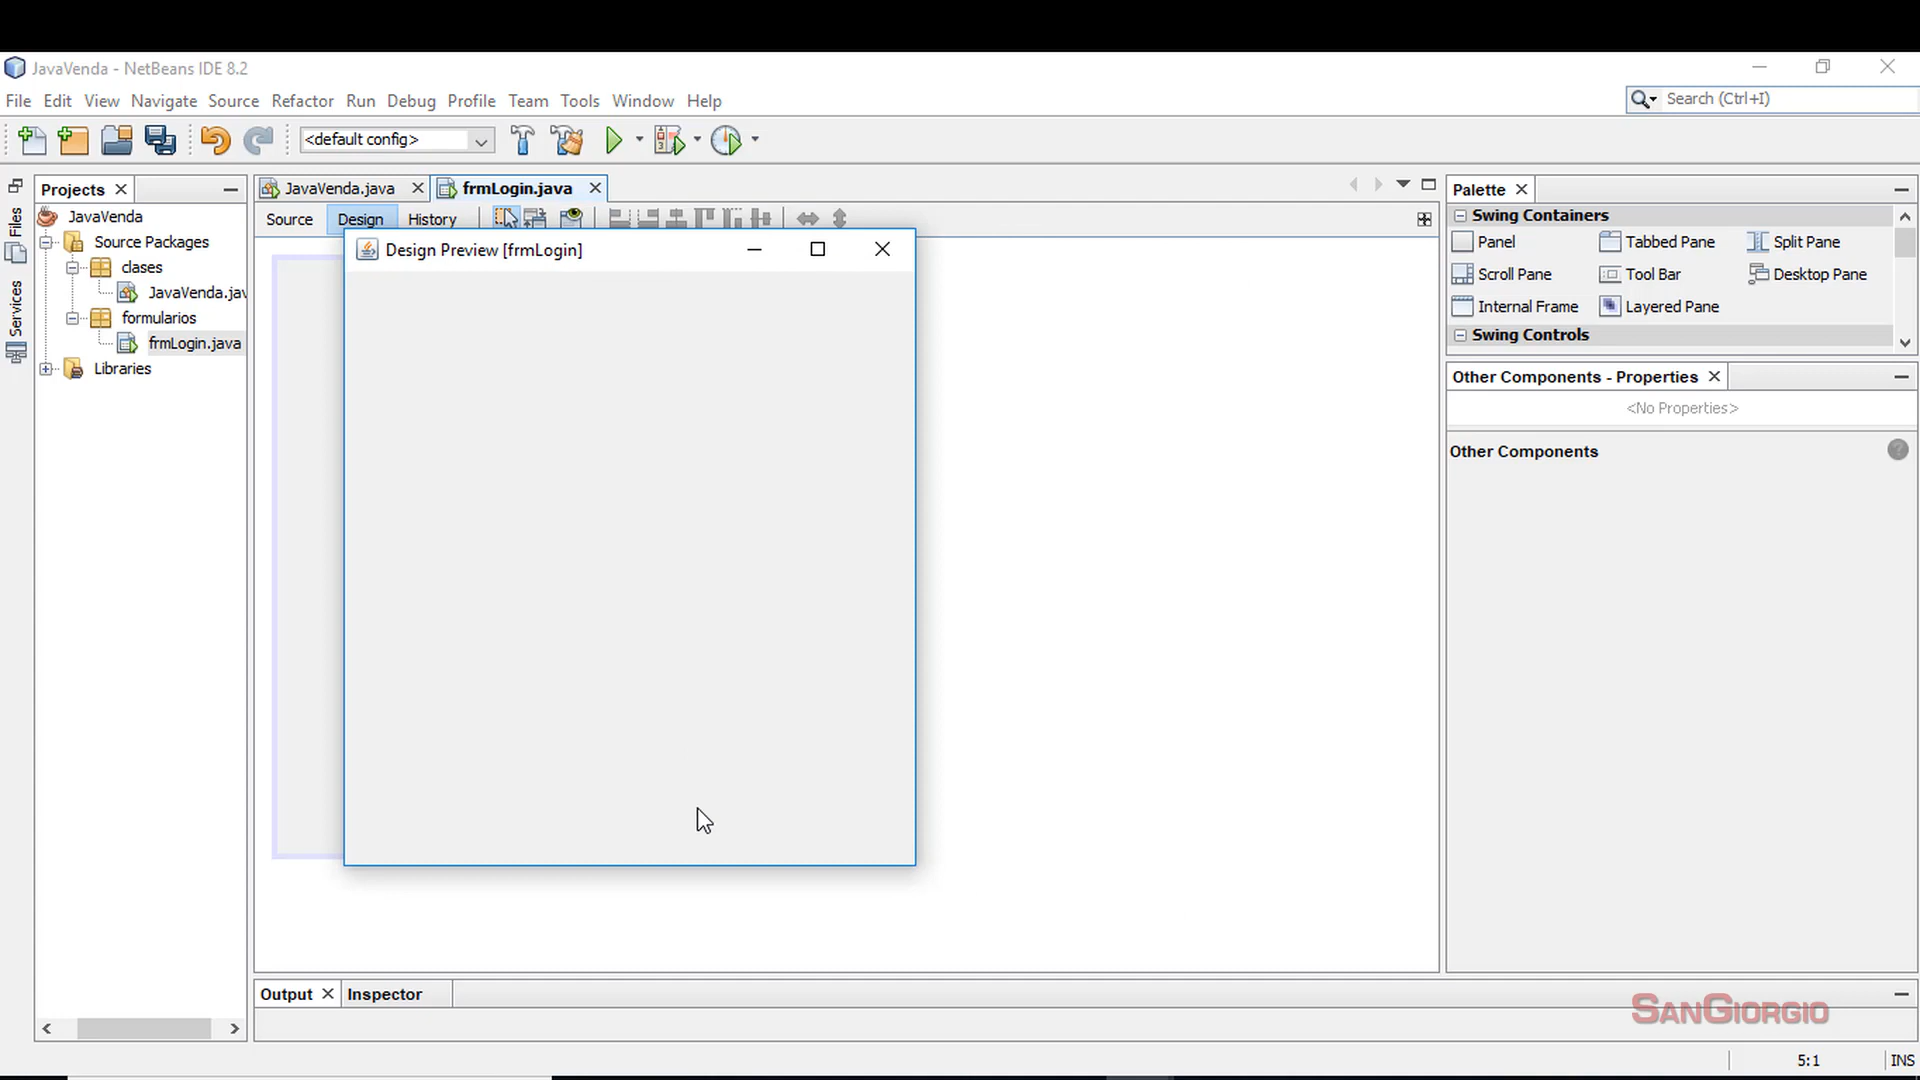 JavaVenda - NetBeans IDE 8.2
File Edit View Navigate Source Refactor Run Debug Profile Team Tools Window Help
Search (Ctrl+I)
<default config>
Projects
JavaVenda.java
frmLogin.java
Palette
Files
Services
JavaVenda
Source Packages
clases
JavaVenda.jav
formularios
frmLogin.java
Libraries
Source Design History
Design Preview [frmLogin]
Swing Containers
Panel Tabbed Pane Split Pane
Scroll Pane Tool Bar Desktop Pane
Internal Frame Layered Pane
Swing Controls
Other Components - Properties
<No Properties>
Other Components
Output Inspector
SANGIORGIO
5:1 INS